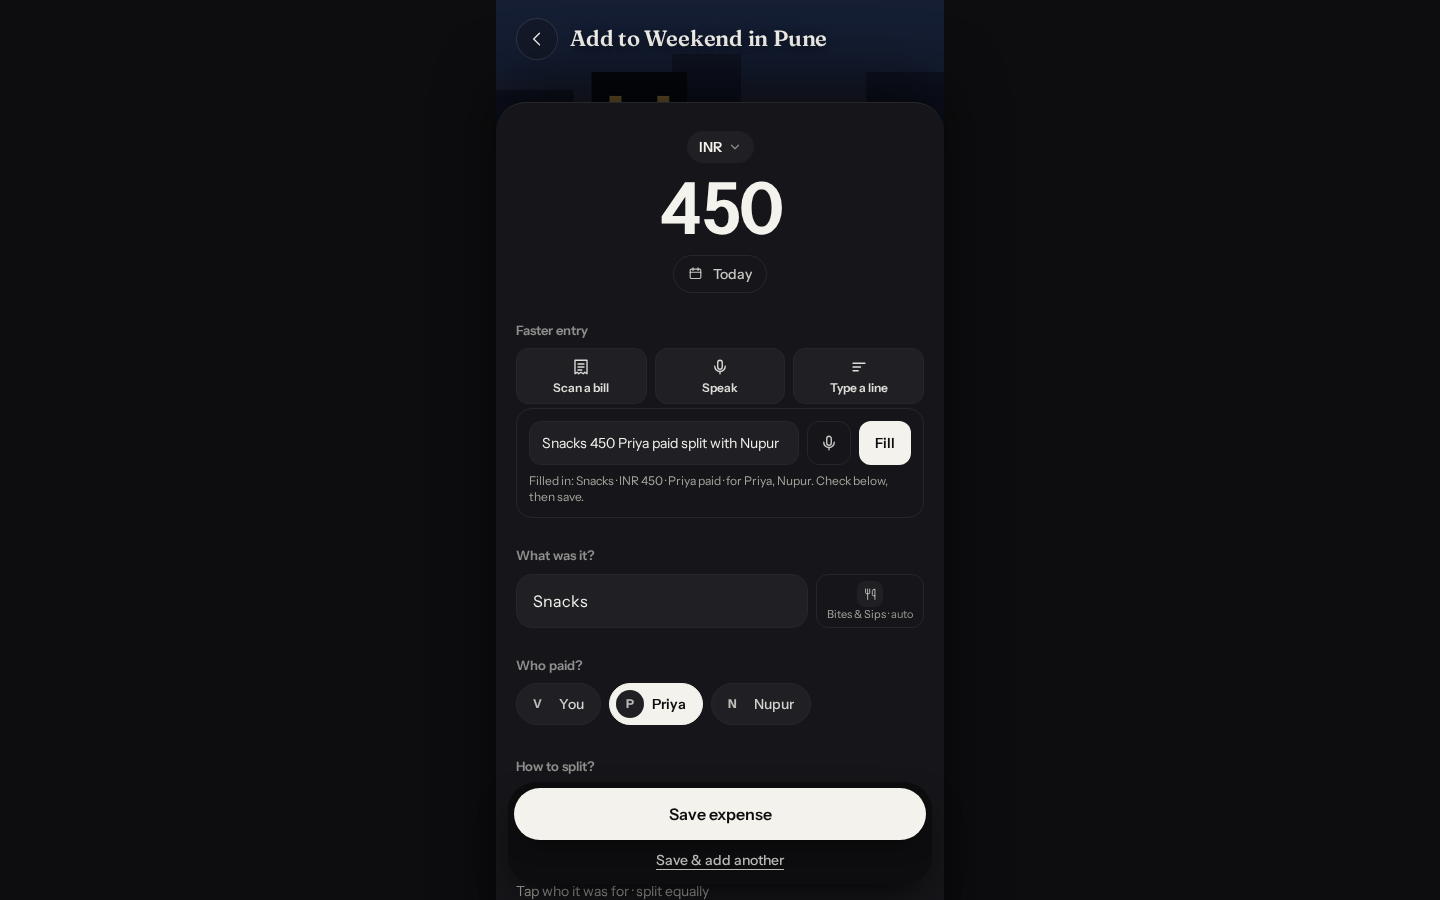 Add to Weekend in Pune
INR
450
Today
Faster entry
Scan a bill
Speak
Type a line
Snacks 450 Priya paid split with Nupur
Fill
Filled in: Snacks · INR 450 · Priya paid · for Priya, Nupur. Check below,
then save.
What was it?
Snacks
Bites & Sips · auto
Who paid?
V You
P Priya
N Nupur
How to split?
Save expense
Save & add another
Tap who it was for · split equally